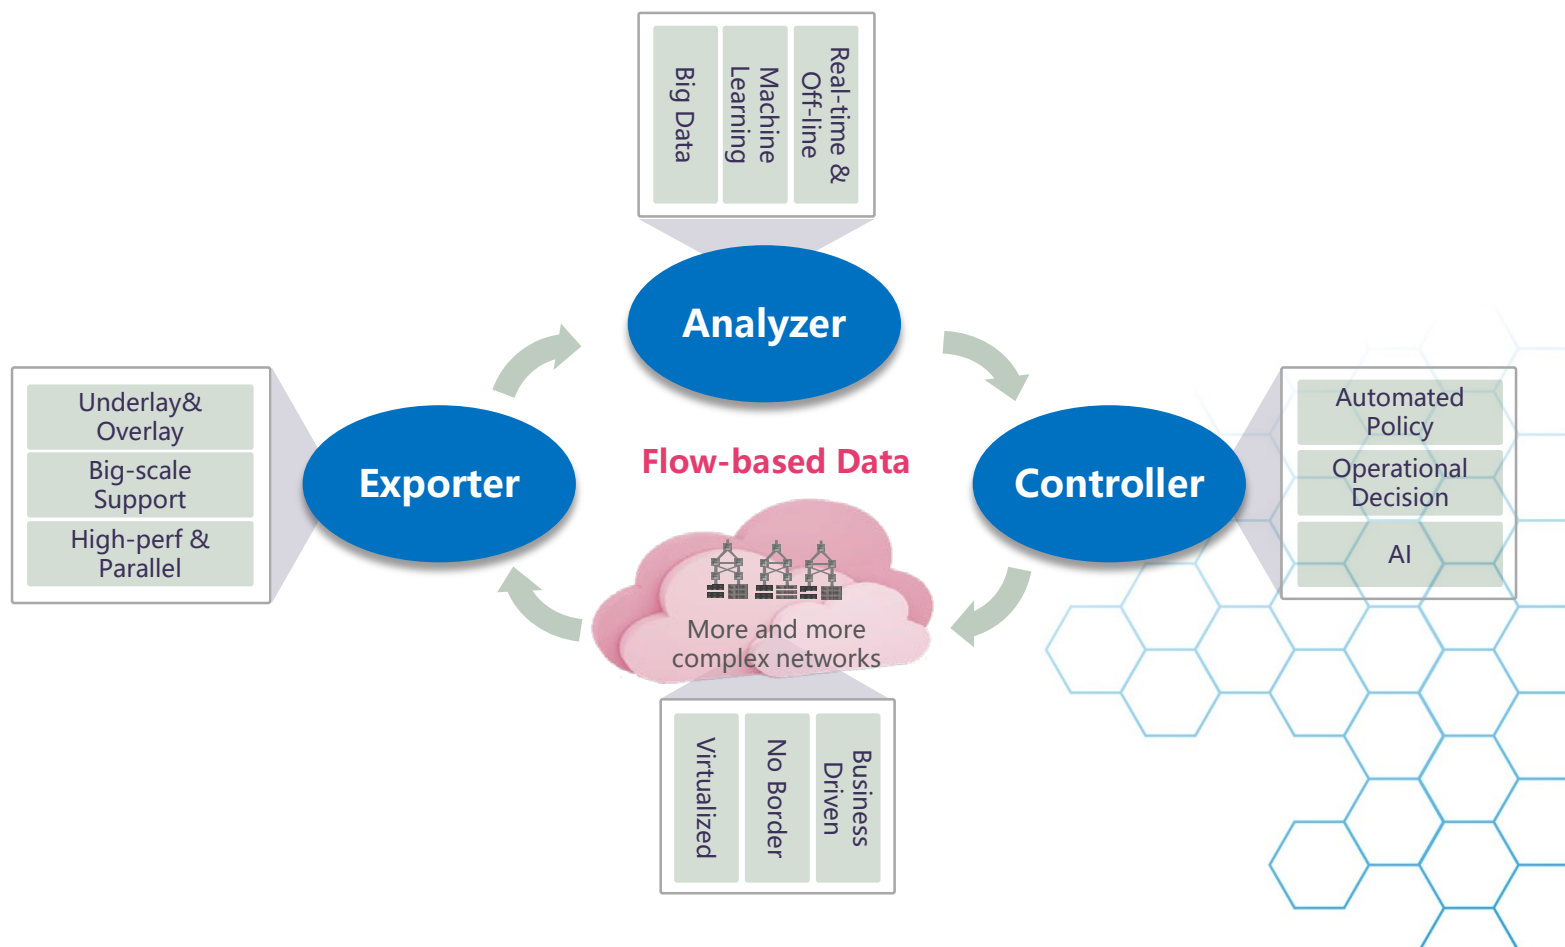 Big Data
Machine
Learning
Real-time &
Off-line
Analyzer
Underlay&
Overlay
Big-scale
Support
High-perf &
Parallel
Exporter
Flow-based Data
Controller
Automated
Policy
Operational
Decision
AI
More and more
complex networks
Virtualized
No Border
Business
Driven